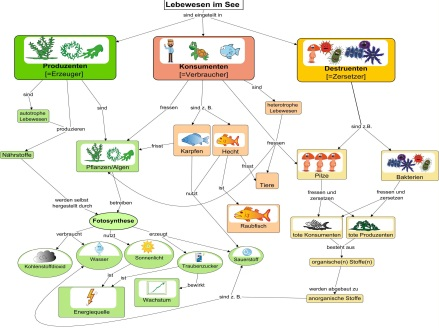 Lebewesen im See
sind eingeteilt in
Produzenten
[=Erzeuger]
Konsumenten
[=Verbraucher]
Destruenten
[=Zersetzer]
sind
sind
fressen
sind z. B.
sind
fressen
sind z.B.
autotrophe
Lebewesen
heterotrophe
Lebewesen
produzieren
Nährstoffe
Pflanzen/Algen
frisst
Karpfen
Hecht
frisst
Tiere
Pilze
Bakterien
werden selbst
hergestellt durch
betreiben
nutzt
ist
Raubfisch
fressen und
zersetzen
fressen und
zersetzen
Fotosynthese
tote Konsumenten
tote Produzenten
verbraucht
nutzt
erzeugt
besteht aus
Kohlenstoffdioxid
Wasser
Sonnenlicht
Traubenzucker
Sauerstoff
organische(n) Stoffe(n)
ist
ist
bewirkt
werden abgebaut zu
Energiequelle
Wachstum
sind z. B.
anorganische Stoffe